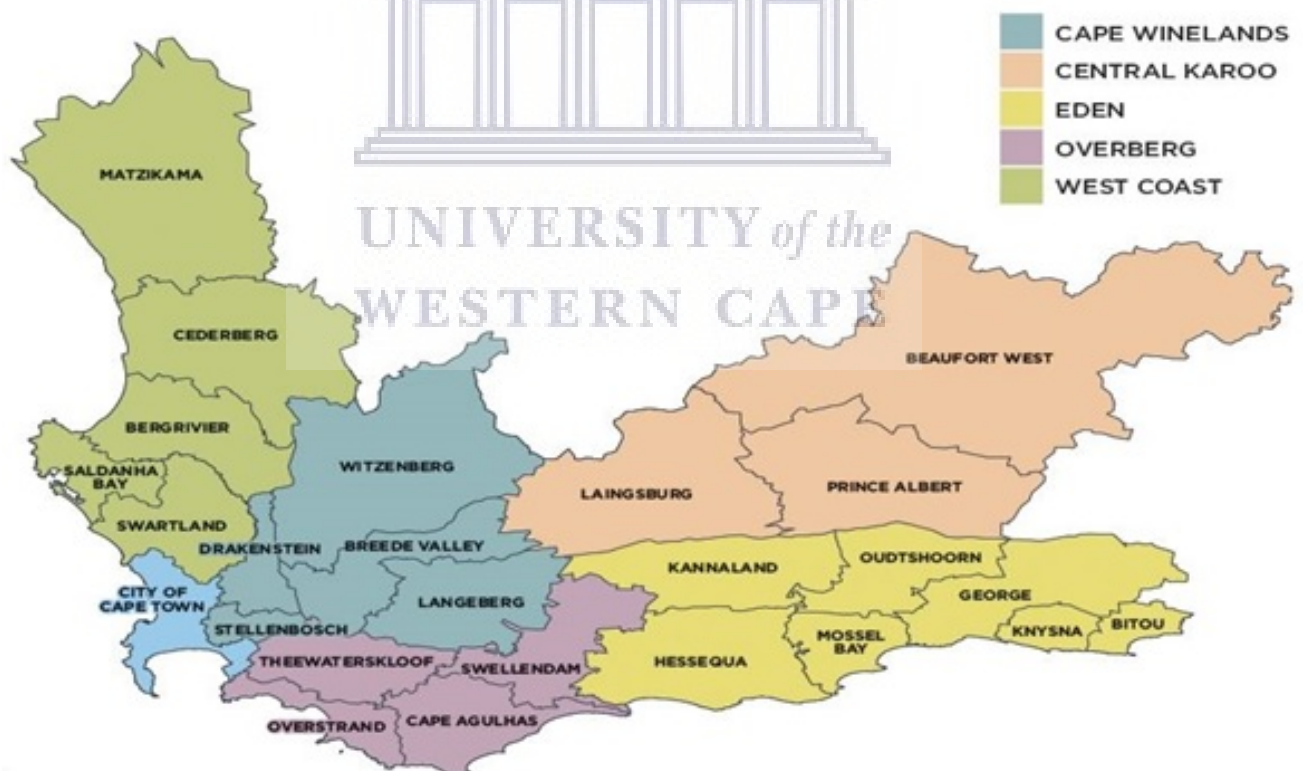 CAPE WINELANDS
CENTRAL KAROO
EDEN
OVERBERG
WEST COAST
UNIVERSITY of the
WESTERN CAPE
MATZIKAMA
CEDERBERG
BEAUFORT WEST
BERGRIVIER
WITZENBERG
SALDANHA
BAY
LAINGSBURG
PRINCE ALBERT
SWARTLAND
DRAKENSTEIN
BREEDE VALLEY
KANNALAND
OUDTSHOORN
CITY OF
CAPE TOWN
LANGEBERG
GEORGE
STELLENBOSCH
MOSSEL
BAY
KNYSNA
BITOU
THEEWATERSKLOOF
SWELLENDAM
HESSEQUA
OVERSTRAND
CAPE AGULHAS